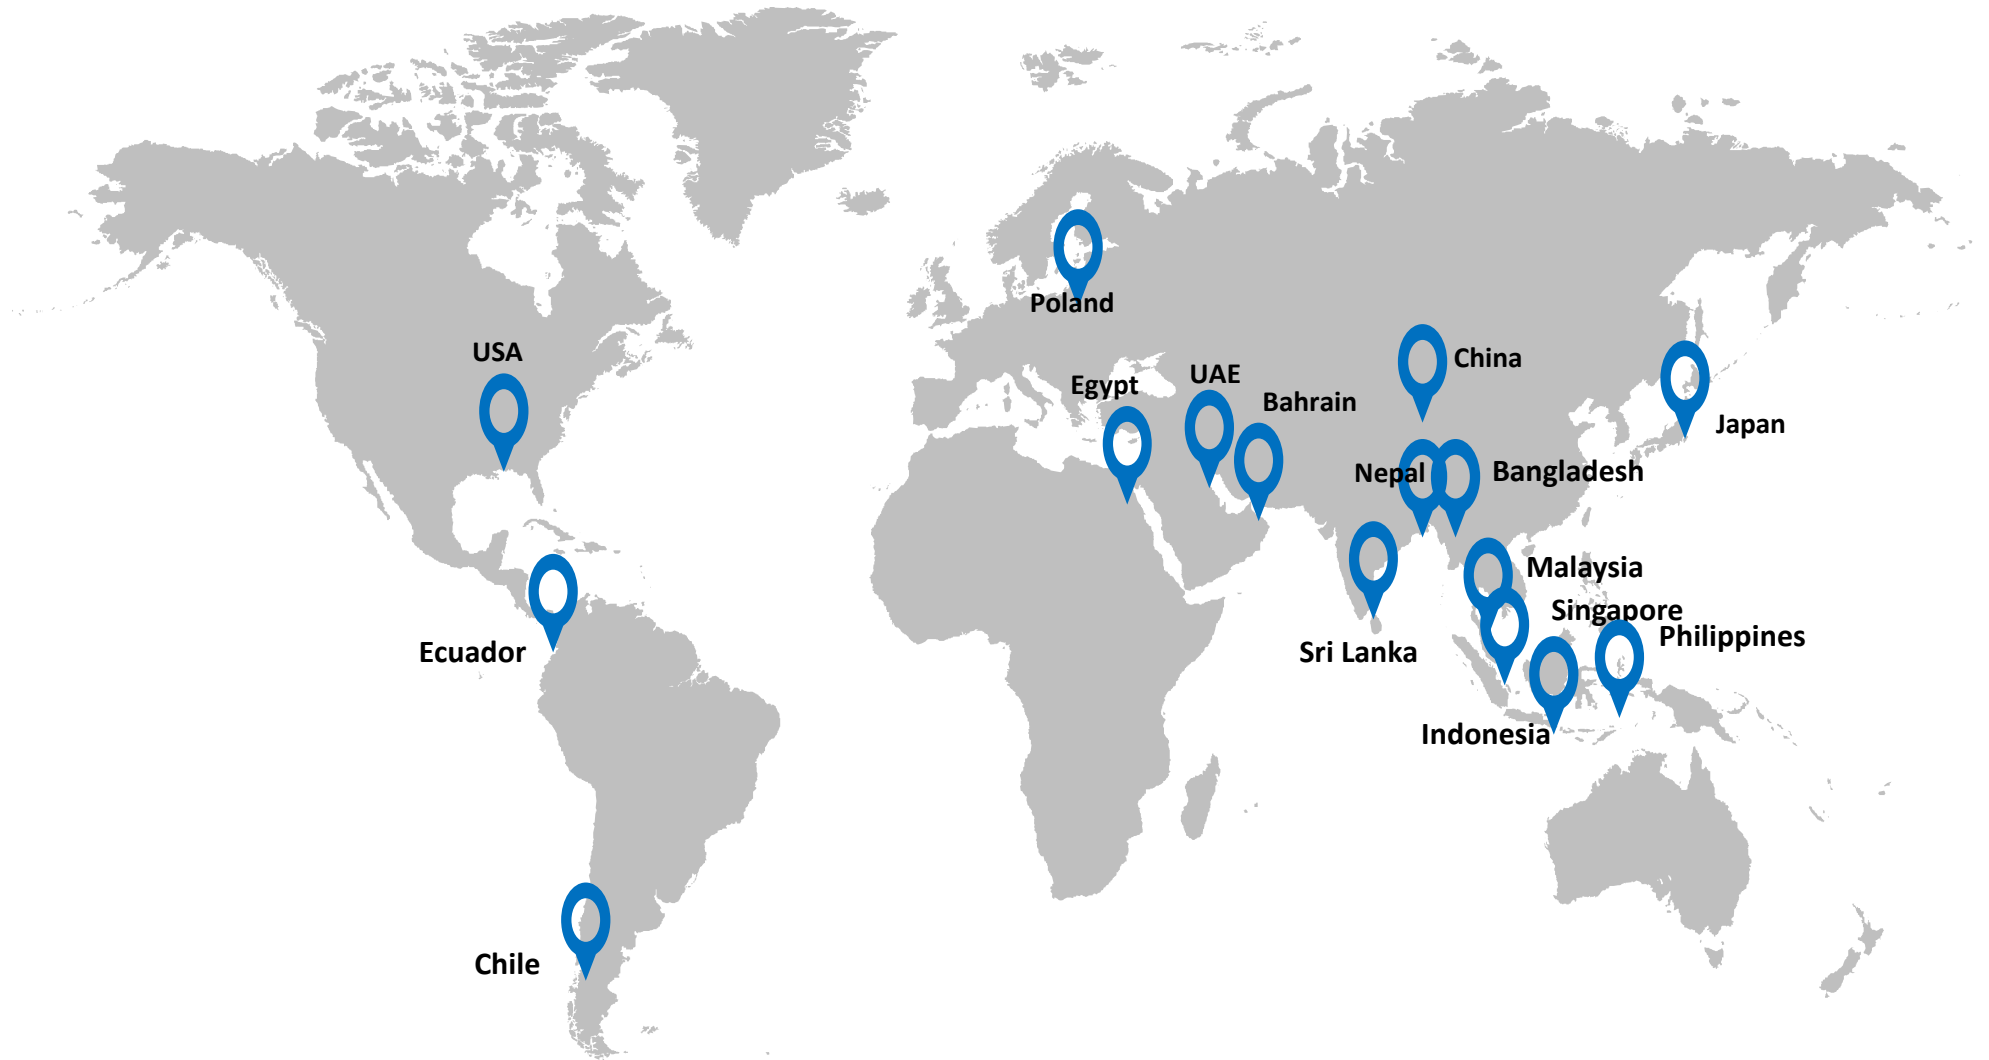 Poland
USA
China
UAE
Egypt
Bahrain
Japan
Nepal
Bangladesh
Malaysia
Singapore
Philippines
Ecuador
Sri Lanka
Indonesia
Chile